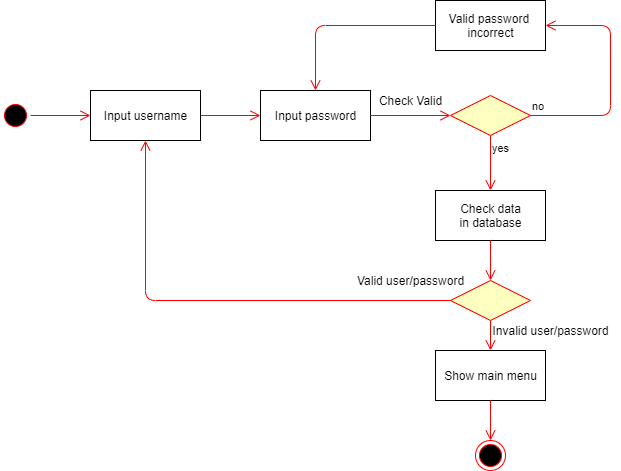 Valid password
incorrect
Check Valid
no
Input username
Input password
yes
Check data
in database
Valid user/password
Invalid user/password
Show main menu